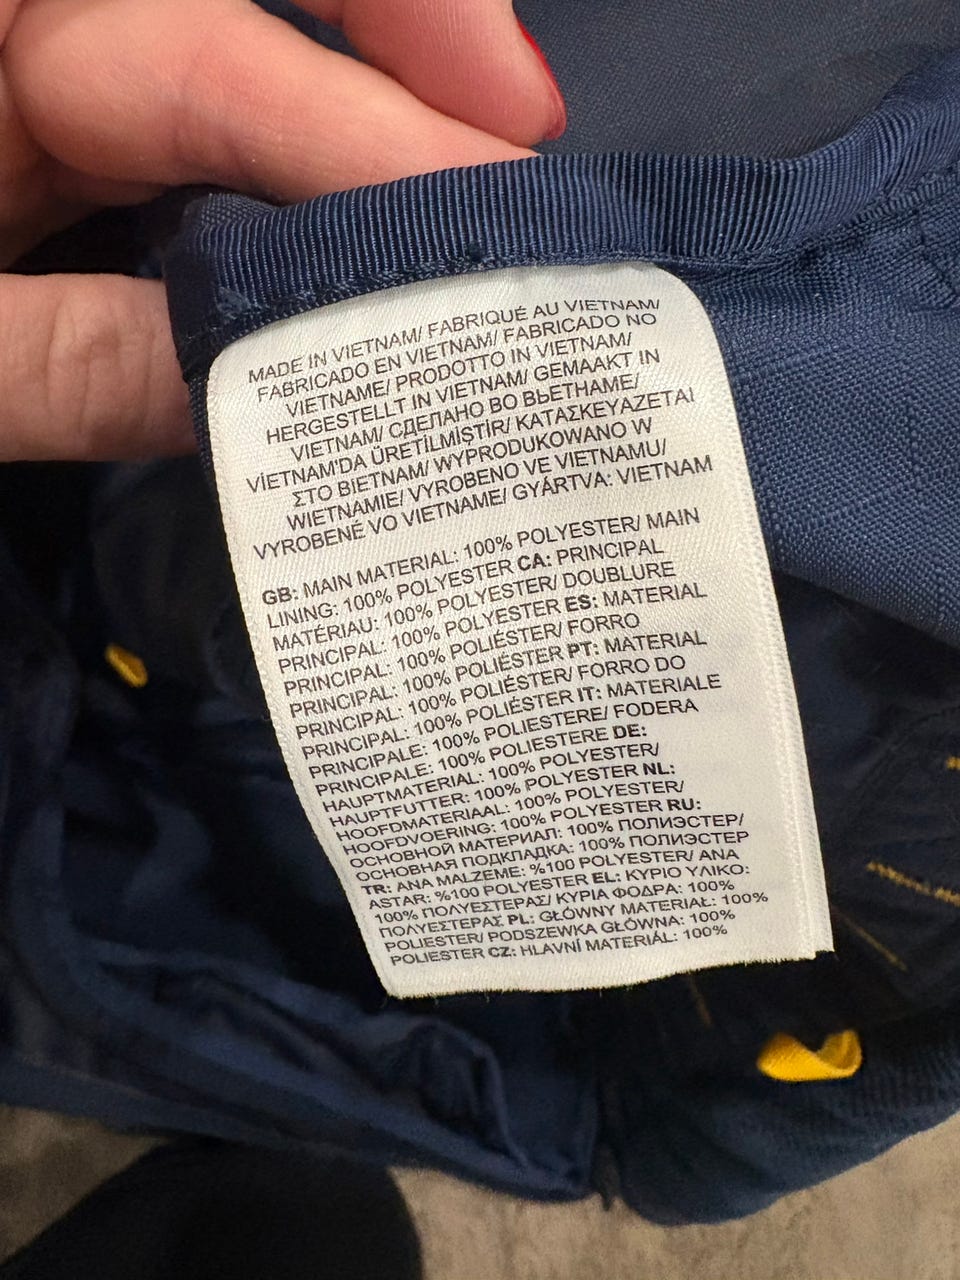 MADE IN VIETNAM/ FABRIQUÉ AU VIETNAM/
FABRICADO EN VIETNAM/ FABRICADO NO
VIETNAME/ PRODOTTO IN VIETNAM/
HERGESTELLT IN VIETNAM/ GEMAAKT IN
VIETNAM/ СДЕЛАНО ВО ВЬЕТНАМЕ/
VİETNAM'DA ÜRETİLMİŞTİR/ ΚΑΤΑΣΚΕΥΑΖΕΤΑΙ
ΣΤΟ ΒΙΕΤΝΑΜ/ WYPRODUKOWANO W
WIETNAMIE/ VYROBENO VE VIETNAMU/
VYROBENÉ VO VIETNAME/ GYÁRTVA: VIETNAM
GB: MAIN MATERIAL: 100% POLYESTER/ MAIN
LINING: 100% POLYESTER CA: PRINCIPAL
MATÉRIAU: 100% POLYESTER/ DOUBLURE
PRINCIPAL: 100% POLYESTER ES: MATERIAL
PRINCIPAL: 100% POLIÉSTER/ FORRO
PRINCIPAL: 100% POLIÉSTER PT: MATERIAL
PRINCIPAL: 100% POLIÉSTER/ FORRO DO
PRINCIPAL: 100% POLIÉSTER IT: MATERIALE
PRINCIPALE: 100% POLIESTERE/ FODERA
PRINCIPALE: 100% POLIESTERE DE:
HAUPTMATERIAL: 100% POLYESTER/
HAUPTFUTTER: 100% POLYESTER NL:
HOOFDMATERIAAL: 100% POLYESTER/
HOOFDVOERING: 100% POLYESTER RU:
ОСНОВНОЙ МАТЕРИАЛ: 100% ПОЛИЭСТЕР/
ОСНОВНАЯ ПОДКЛАДКА: 100% ПОЛИЭСТЕР
TR: ANA MALZEME: %100 POLYESTER/ ANA
ASTAR: %100 POLYESTER EL: ΚΥΡΙΟ ΥΛΙΚΟ:
100% ΠΟΛΥΕΣΤΕΡΑΣ/ ΚΥΡΙΑ ΦΟΔΡΑ: 100%
ΠΟΛΥΕΣΤΕΡΑΣ PL: GŁÓWNY MATERIAŁ: 100%
POLIESTER/ PODSZEWKA GŁÓWNA: 100%
POLIESTER CZ: HLAVNÍ MATERIÁL: 100%